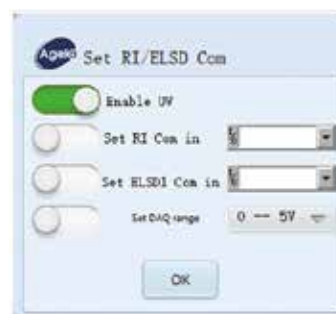 Agela Set RI/ELSD Com
Enable UV
Set RI Com in
Set ELSD1 Com in
Set DAQ range 0 -- 5V
OK